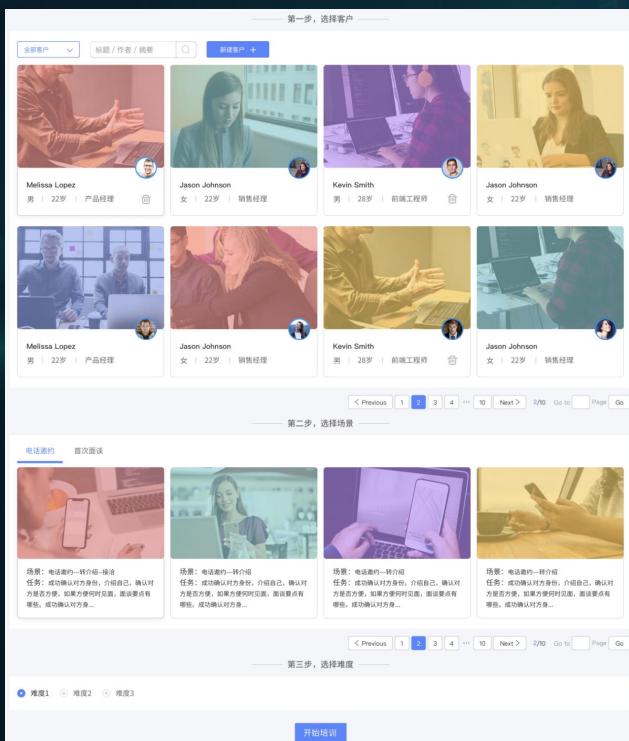 第一步，选择客户
全部客户
标题 / 作者 / 摘要
新建客户 +
Melissa Lopez
男 | 22岁 | 产品经理
Jason Johnson
女 | 22岁 | 销售经理
Kevin Smith
男 | 28岁 | 前端工程师
Jason Johnson
女 | 22岁 | 销售经理
Melissa Lopez
男 | 22岁 | 产品经理
Jason Johnson
女 | 22岁 | 销售经理
Kevin Smith
男 | 28岁 | 前端工程师
Jason Johnson
女 | 22岁 | 销售经理
< Previous 1 2 3 4 ··· 10 Next > 2/10 Go to Page Go
第二步，选择场景
电话邀约 首次面谈
场景：电话邀约—转介绍-接洽
任务：成功确认对方身份，介绍自己，确认对
方是否方便，如果方便何时见面，面谈要点有
哪些，成功确认对方身...
场景：电话邀约—转介绍
任务：成功确认对方身份，介绍自己，确认对
方是否方便，如果方便何时见面，面谈要点有
哪些，成功确认对方身...
场景：电话邀约—转介绍
任务：成功确认对方身份，介绍自己，确认对
方是否方便，如果方便何时见面，面谈要点有
哪些，成功确认对方身...
场景：电话邀约—转介绍
任务：成功确认对方身份，介绍自己，确认对
方是否方便，如果方便何时见面，面谈要点有
哪些，成功确认对方身...
< Previous 1 2 3 4 ··· 10 Next > 2/10 Go to Page Go
第三步，选择难度
难度1 难度2 难度3
开始培训